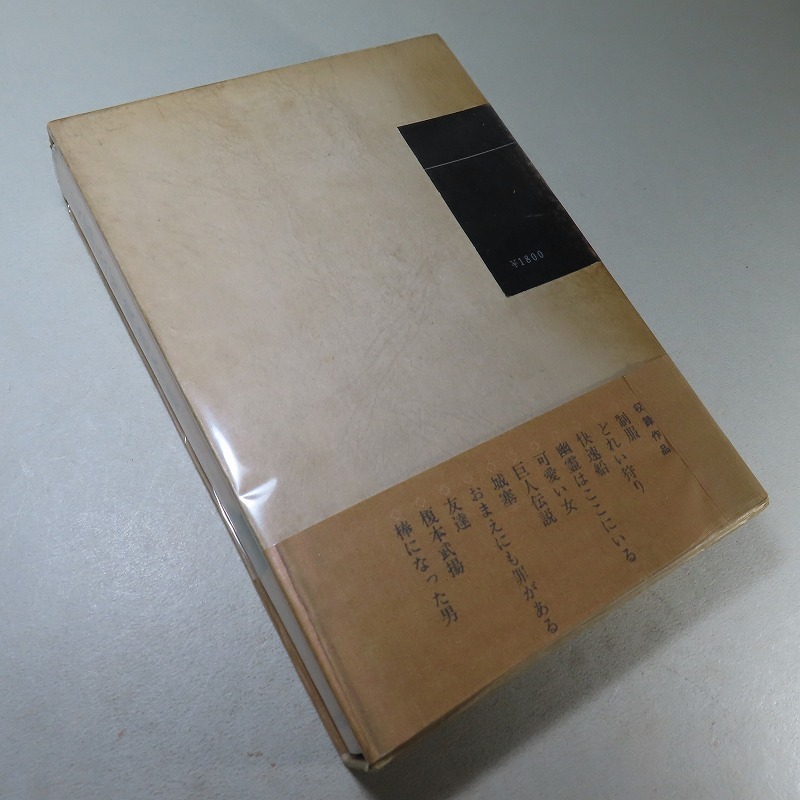 ¥1800
収録作品
制服
どれい狩り
快速船
幽霊はここにいる
可愛い女
巨人伝説
城塞
おまえにも罪がある
友達
榎本武揚
棒になった男